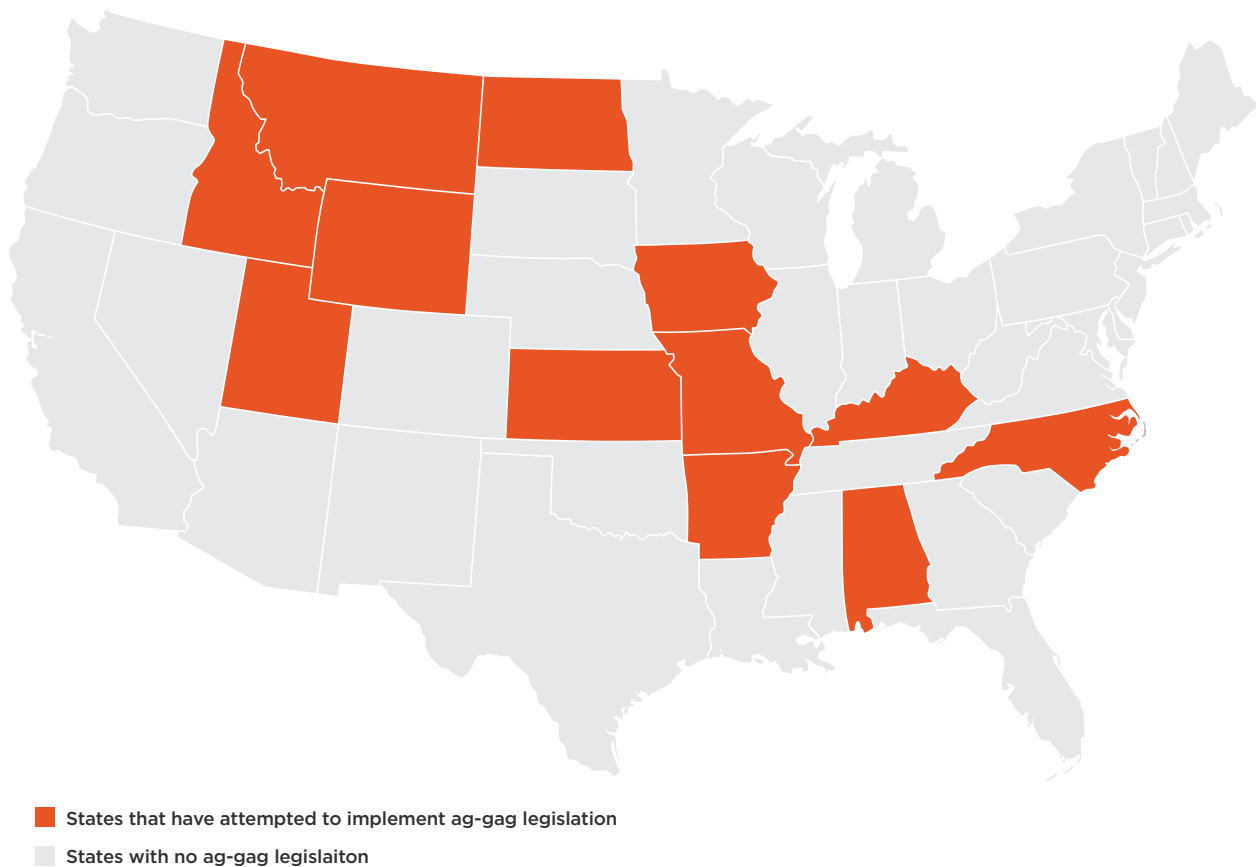 States that have attempted to implement ag-gag legislation
States with no ag-gag legislaiton